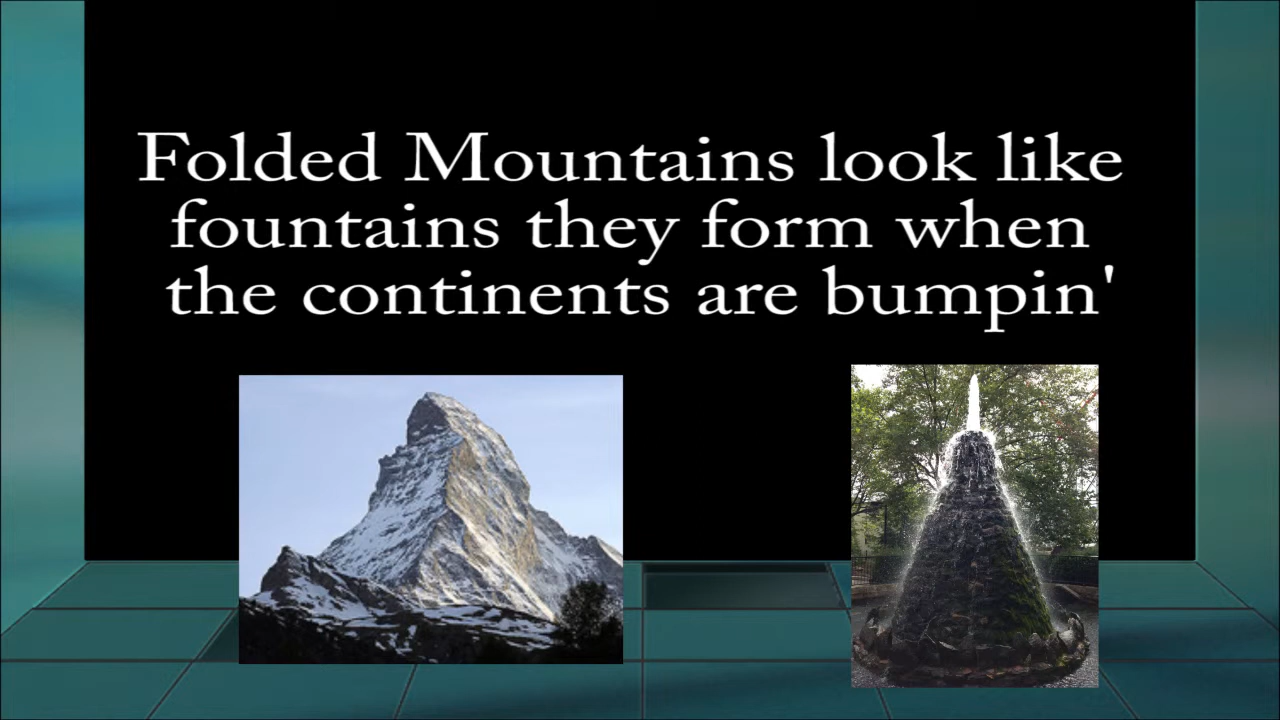 Folded Mountains look like
fountains they form when
the continents are bumpin'